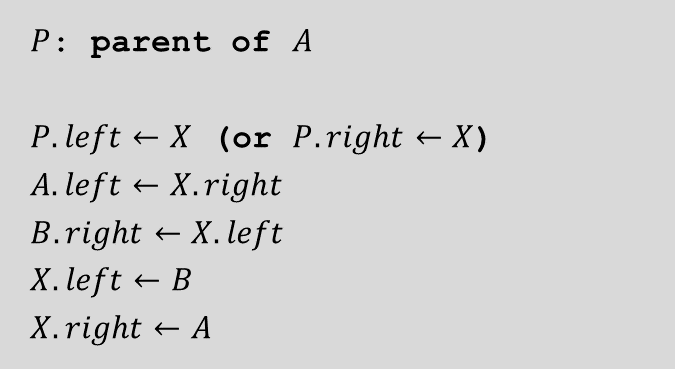 P: parent of A
P.left ← X (or P.right ← X)
A.left ← X.right
B.right ← X.left
X.left ← B
X.right ← A